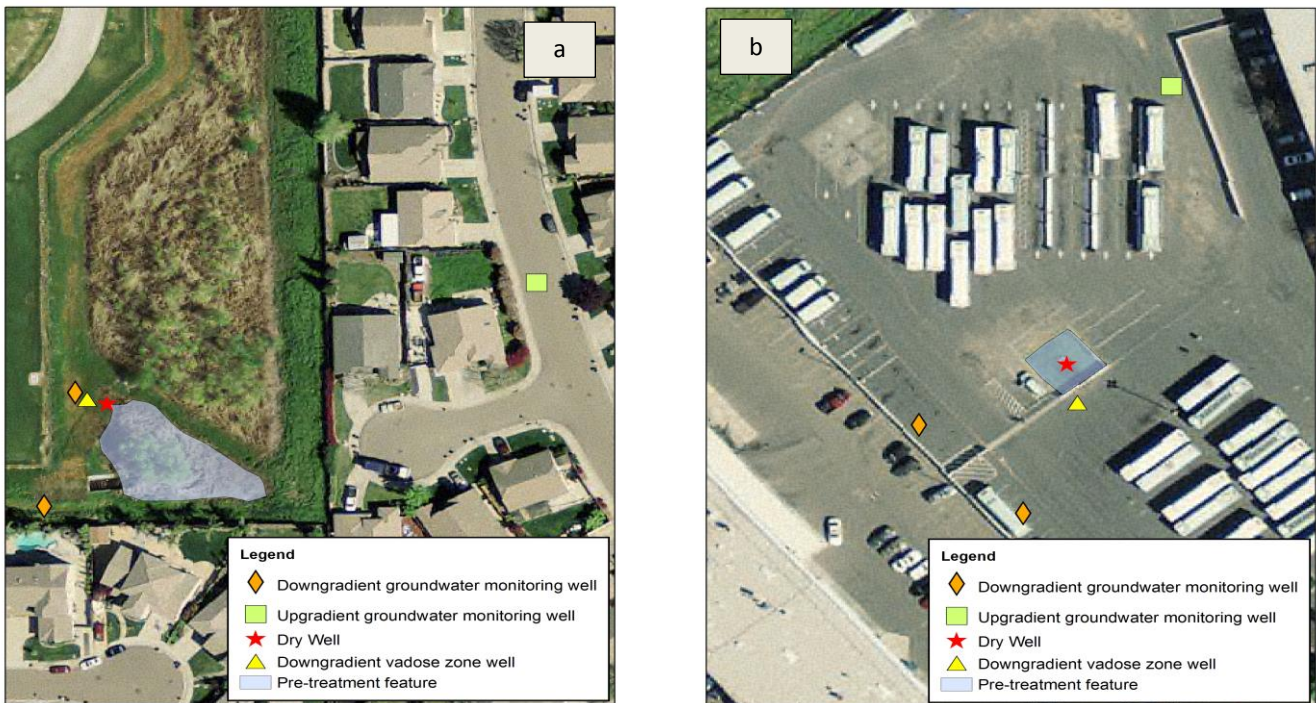 a
Legend
Downgradient groundwater monitoring well
Upgradient groundwater monitoring well
Dry Well
Downgradient vadose zone well
Pre-treatment feature
b
Legend
Downgradient groundwater monitoring well
Upgradient groundwater monitoring well
Dry Well
Downgradient vadose zone well
Pre-treatment feature